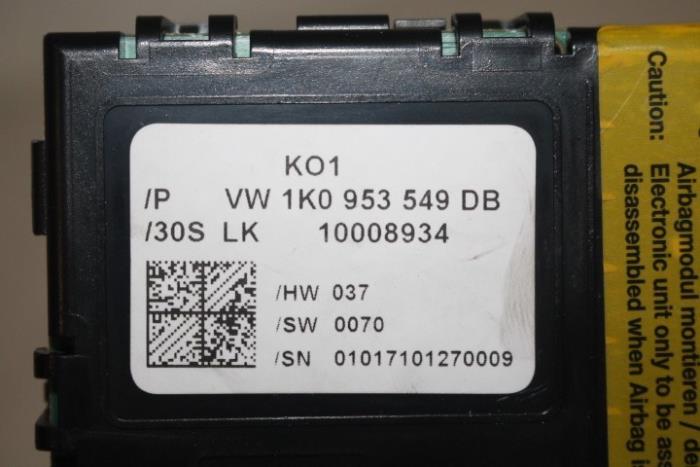 KO1
/P VW 1K0 953 549 DB
/30S LK 10008934
/HW 037
/SW 0070
/SN 01017101270009
Caution:
Airbagmodul montieren / de
Electronic unit only to be ass
disassembled when Airbag i